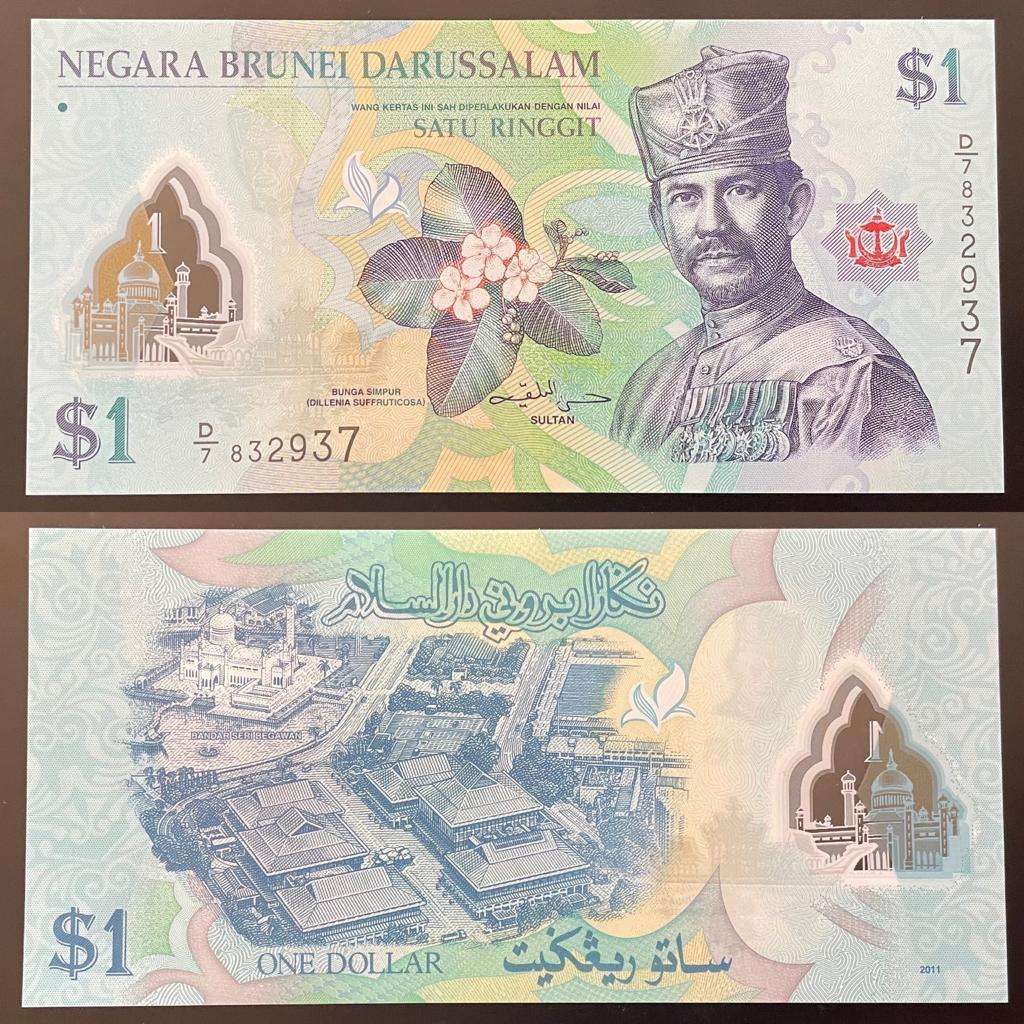 NEGARA BRUNEI DARUSSALAM
$1
WANG KERTAS INI SAH DIPERLAKUKAN DENGAN NILAI
SATU RINGGIT
D/7 832937
1
BUNGA SIMPUR
(DILLENIA SUFFRUTICOSA)
SULTAN
$1
D/7 832937
نݢارا بروني دارالسلام
BANDAR SERI BEGAWAN
1
$1
ONE DOLLAR
ساتو ريڠݢيت
2011